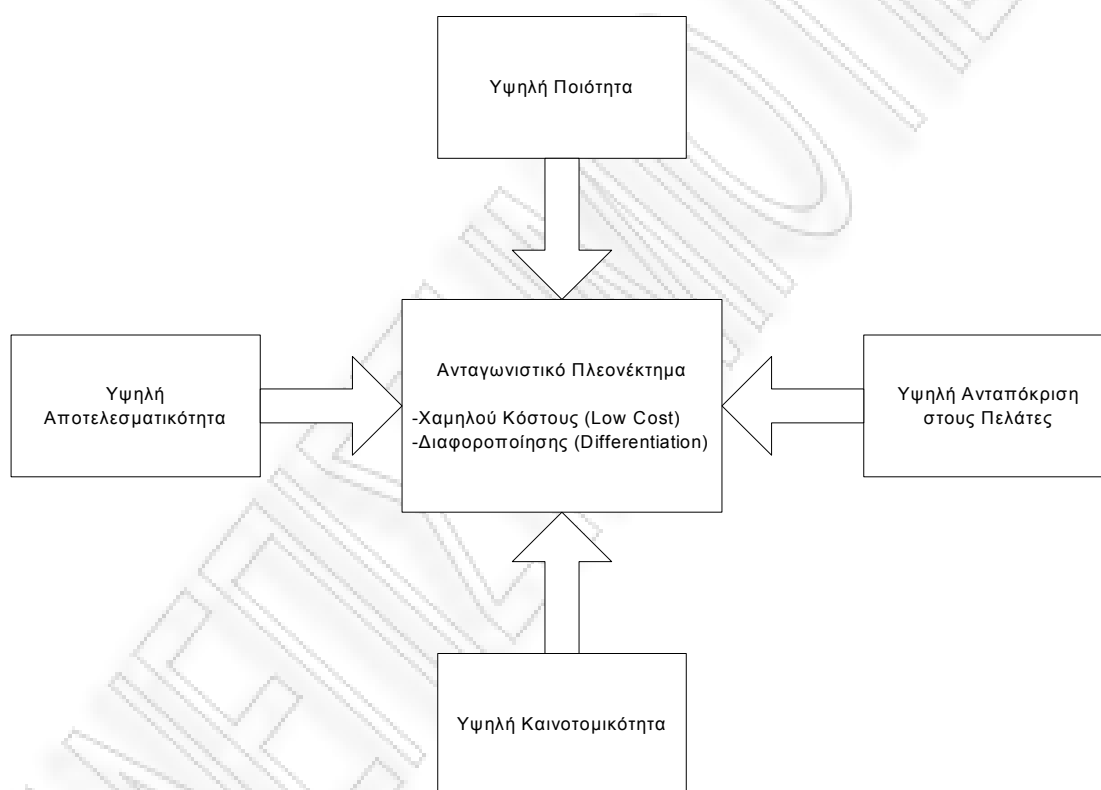 Υψηλή Ποιότητα
Υψηλή
Αποτελεσματικότητα
Ανταγωνιστικό Πλεονέκτημα
-Χαμηλού Κόστους (Low Cost)
-Διαφοροποίησης (Differentiation)
Υψηλή Ανταπόκριση
στους Πελάτες
Υψηλή Καινοτομικότητα